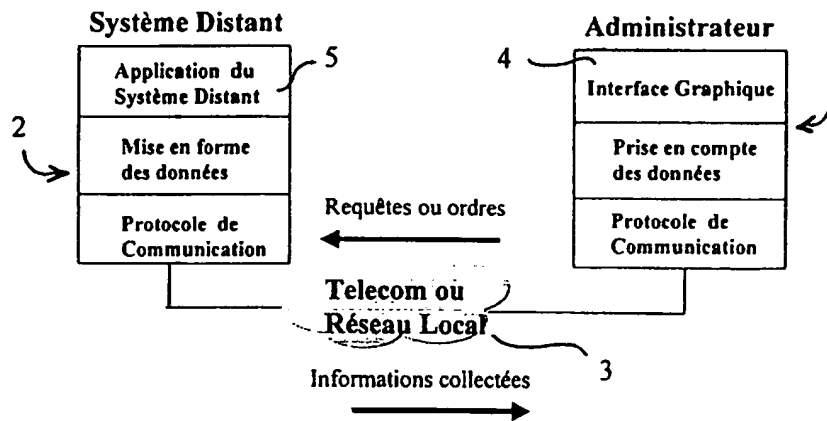 Système Distant
Application du
Système Distant
Mise en forme
des données
Protocole de
Communication
5
2
Administrateur
4
Interface Graphique
Prise en compte
des données
Protocole de
Communication
Requêtes ou ordres
Telecom ou
Réseau Local
3
Informations collectées